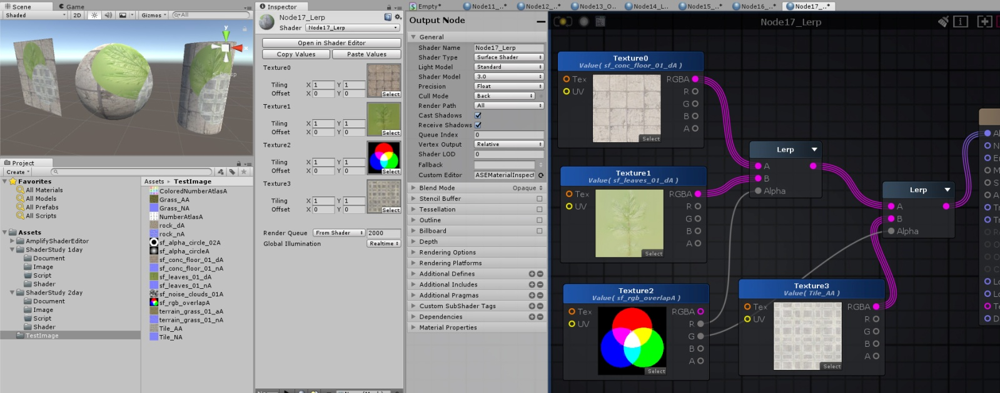 Scene
Game
Shaded
2D
Gizmos
All
y
x
Persp
Project
Create
Favorites
All Materials
All Models
All Prefabs
All Scripts
Assets
AmplifyShaderEditor
ShaderStudy 1day
Document
Image
Script
Shader
ShaderStudy 2day
Document
Image
Script
Shader
TestImage
Assets TestImage
ColoredNumberAtlasA
Grass_AA
Grass_NA
NumberAtlasA
rock_dA
rock_nA
sf_alpha_circle_02A
sf_alpha_circleA
sf_conc_floor_01_dA
sf_conc_floor_01_nA
sf_leaves_01_dA
sf_leaves_01_nA
sf_noise_clouds_01A
sf_rgb_overlapA
terrain_grass_01_aA
terrain_grass_01_nA
Tile_AA
Tile_NA
Inspector
Node17_Lerp
Shader Node17_Lerp
Open in Shader Editor
Copy Values Paste Values
Texture0
Tiling X 1 Y 1
Offset X 0 Y 0
Select
Texture1
Tiling X 1 Y 1
Offset X 0 Y 0
Select
Texture2
Tiling X 1 Y 1
Offset X 0 Y 0
Select
Texture3
Tiling X 1 Y 1
Offset X 0 Y 0
Select
Render Queue From Shader 2000
Global Illumination Realtime
Empty* Node11_..* Node12_..* Node13_O.. Node14_L.. Node15_..* Node16_..* Node17_..*
Output Node
General
Shader Name Node17_Lerp
Shader Type Surface Shader
Light Model Standard
Shader Model 3.0
Precision Float
Cull Mode Back
Render Path All
Cast Shadows
Receive Shadows
Queue Index 0
Vertex Output Relative
Shader LOD 0
Fallback
Custom Editor ASEMaterialInspect
Blend Mode Opaque
Stencil Buffer
Tessellation
Outline
Billboard
Depth
Rendering Options
Rendering Platforms
Additional Defines
Additional Includes
Additional Pragmas
Custom SubShader Tags
Dependencies
Material Properties
Node17_Lerp
Texture0
Value( sf_conc_floor_01_dA )
Tex RGBA
UV R
G
B
A
Select
Texture1
Value( sf_leaves_01_dA )
Tex RGBA
UV R
G
B
A
Select
Texture2
Value( sf_rgb_overlapA )
Tex RGBA
UV R
G
B
A
Select
Lerp
A
B
Alpha
Lerp
A
B
Alpha
Texture3
Value( Tile_AA )
Tex RGBA
UV R
G
B
A
Select